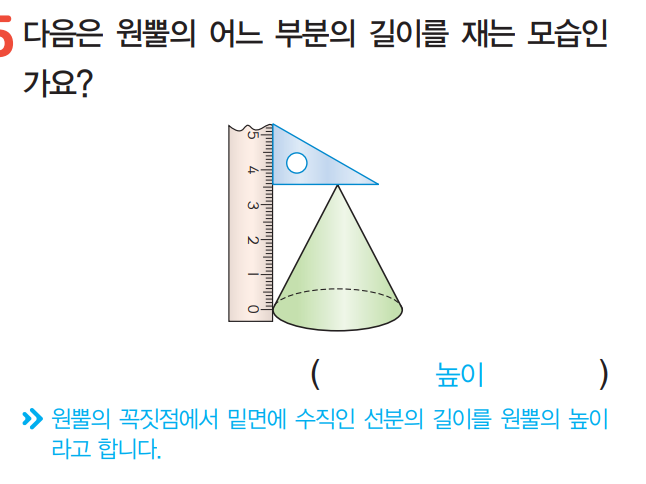 5 다음은 원뿔의 어느 부분의 길이를 재는 모습인
가요?
5
4
3
2
1
0
( 높이 )
원뿔의 꼭짓점에서 밑면에 수직인 선분의 길이를 원뿔의 높이
라고 합니다.